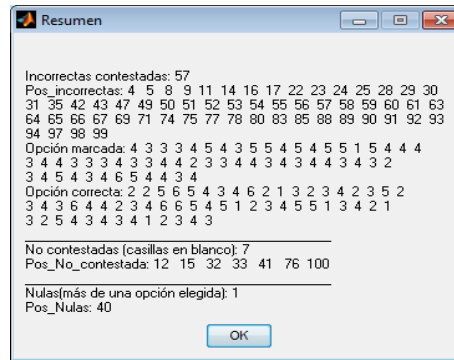 Resumen
Incorrectas contestadas: 57
Pos_incorrectas: 4 5 8 9 11 14 16 17 22 23 24 25 28 29 30
31 35 42 43 47 49 50 51 52 53 54 55 56 57 58 59 60 61 63
64 65 66 67 69 71 74 75 77 78 80 83 85 88 89 90 91 92 93
94 97 98 99
Opción marcada: 4 3 3 3 4 5 4 3 5 5 4 5 4 5 5 1 5 4 4 4
3 4 4 3 3 3 4 3 3 4 4 2 3 3 4 4 3 4 3 4 4 3 4 3 2
3 4 5 4 3 4 6 5 4 4 3 4
Opción correcta: 2 2 5 6 5 4 3 4 6 2 1 3 2 3 4 2 3 5 2
3 4 3 6 4 4 2 3 4 6 6 5 4 5 1 2 3 4 5 5 1 3 4 2 1
3 2 5 4 3 4 3 4 1 2 3 4 3
No contestadas (casillas en blanco): 7
Pos_No_contestada: 12 15 32 33 41 76 100
Nulas(más de una opción elegida): 1
Pos_Nulas: 40
OK